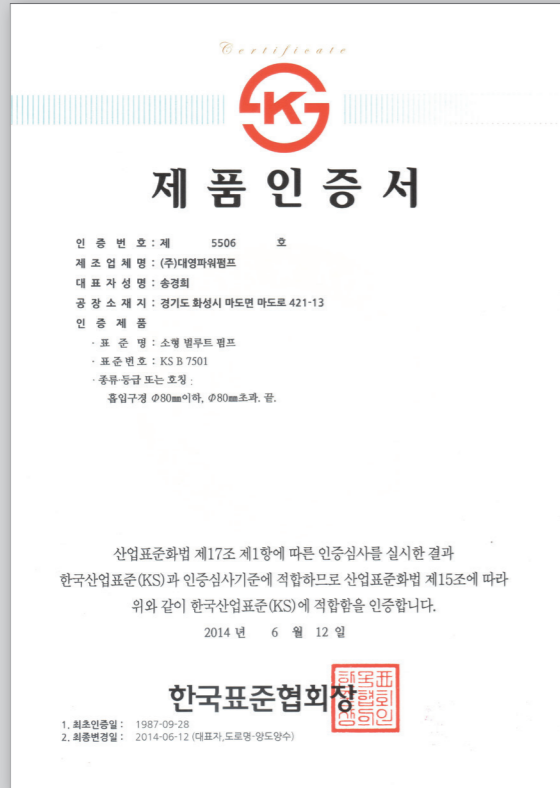 Certificate
K
제품인증서
인 증 번 호 : 제 5506 호
제 조 업 체 명 : (주)대영파워펌프
대 표 자 성 명 : 송경희
공 장 소 재 지 : 경기도 화성시 마도면 마도로 421-13
인 증 제 품
· 표 준 명 : 소형 벌루트 펌프
· 표준번호 : KS B 7501
· 종류·등급 또는 호칭 :
흡입구경 Φ80㎜이하, Φ80㎜초과. 끝.
산업표준화법 제17조 제1항에 따른 인증심사를 실시한 결과
한국산업표준(KS)과 인증심사기준에 적합하므로 산업표준화법 제15조에 따라
위와 같이 한국산업표준(KS)에 적합함을 인증합니다.
2014 년 6 월 12 일
한국표준협회장
1. 최초인증일 : 1987-09-28
2. 최종변경일 : 2014-06-12 (대표자,도로명-양도양수)